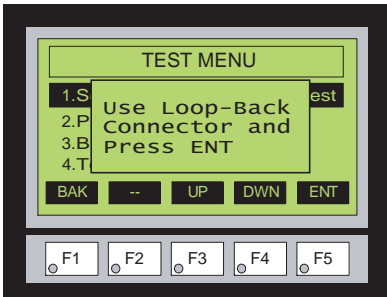 TEST MENU
1.S
est
Use Loop-Back
Connector and
Press ENT
2.P
3.B
4.T
BAK -- UP DWN ENT
F1 F2 F3 F4 F5